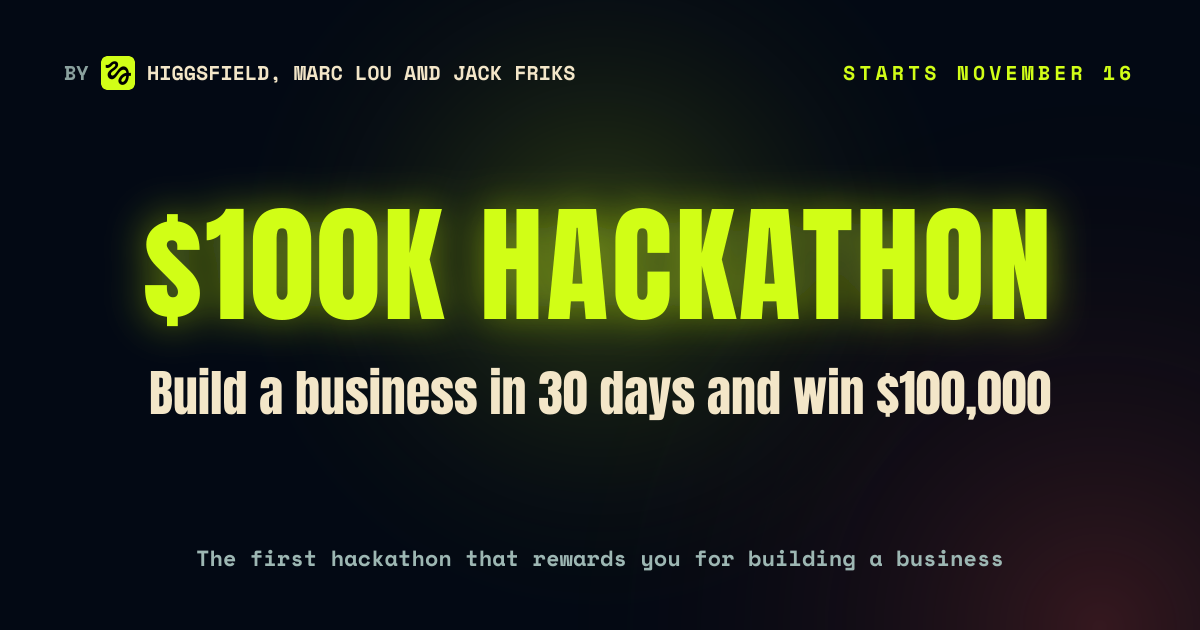 BY HIGGSFIELD, MARC LOU AND JACK FRIKS
STARTS NOVEMBER 16
$100K HACKATHON
Build a business in 30 days and win $100,000
The first hackathon that rewards you for building a business